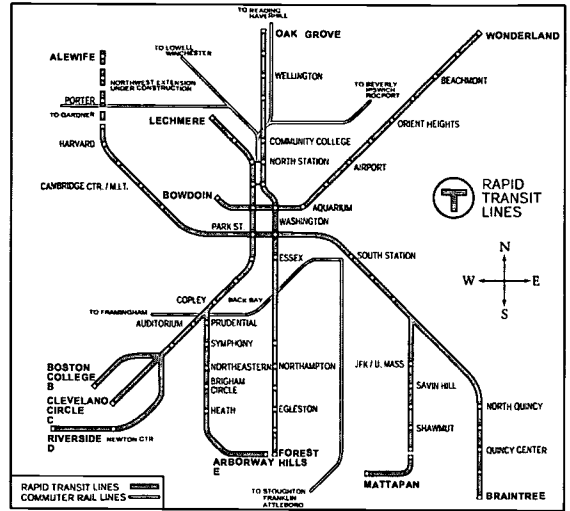 TO READING
HAVERHILL
OAK GROVE
WONDERLAND
ALEWIFE
TO LOWELL
WINCHESTER
NORTHWEST EXTENSION
UNDER CONSTRUCTION
WELLINGTON
BEACHMONT
TO BEVERLY
IPSWICH
ROCPORT
PORTER
TO GARDNER
LECHMERE
ORIENT HEIGHTS
HARVARD
COMMUNITY COLLEGE
NORTH STATION
AIRPORT
CAMBRIDGE CTR. / M.I.T.
BOWDOIN
AQUARIUM
T
RAPID
TRANSIT
LINES
WASHINGTON
PARK ST
ESSEX
SOUTH STATION
N
W
E
S
COPLEY
BACK BAY
TO FRAMINGHAM
AUDITORIUM
PRUDENTIAL
SYMPHONY
BOSTON
COLLEGE
B
NORTHEASTERN
NORTHAMPTON
JFK / U. MASS
BRIGHAM
CIRCLE
SAVIN HILL
CLEVELAND
CIRCLE
C
HEATH
EGLESTON
NORTH QUINCY
SHAWMUT
RIVERSIDE
D
NEWTON CTR
QUINCY CENTER
ARBORWAY
E
FOREST
HILLS
MATTAPAN
TO STOUGHTON
FRANKLIN
ATTLEBORO
BRAINTREE
RAPID TRANSIT LINES
COMMUTER RAIL LINES